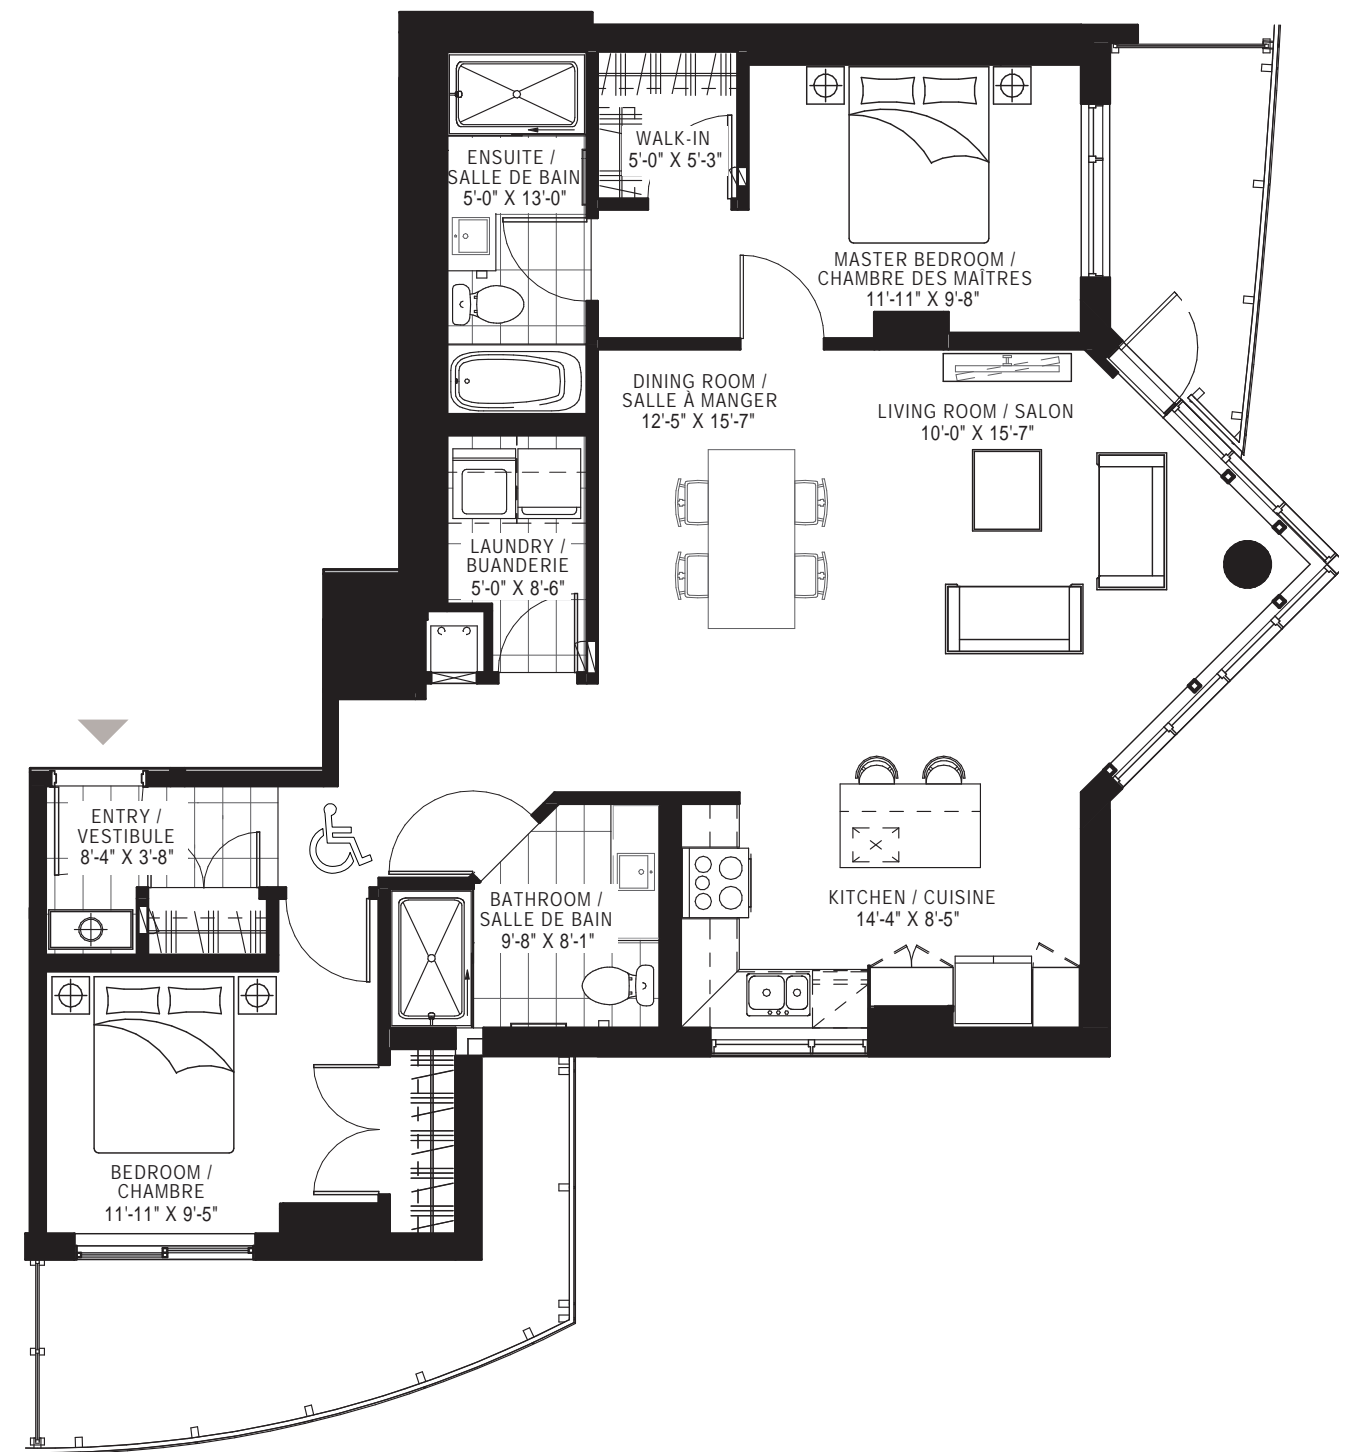 WALK-IN
5'-0" X 5'-3"
ENSUITE /
SALLE DE BAIN
5'-0" X 13'-0"
MASTER BEDROOM /
CHAMBRE DES MAÎTRES
11'-11" X 9'-8"
DINING ROOM /
SALLE À MANGER
12'-5" X 15'-7"
LIVING ROOM / SALON
10'-0" X 15'-7"
LAUNDRY /
BUANDERIE
5'-0" X 8'-6"
ENTRY /
VESTIBULE
8'-4" X 3'-8"
BATHROOM /
SALLE DE BAIN
9'-8" X 8'-1"
KITCHEN / CUISINE
14'-4" X 8'-5"
BEDROOM /
CHAMBRE
11'-11" X 9'-5"